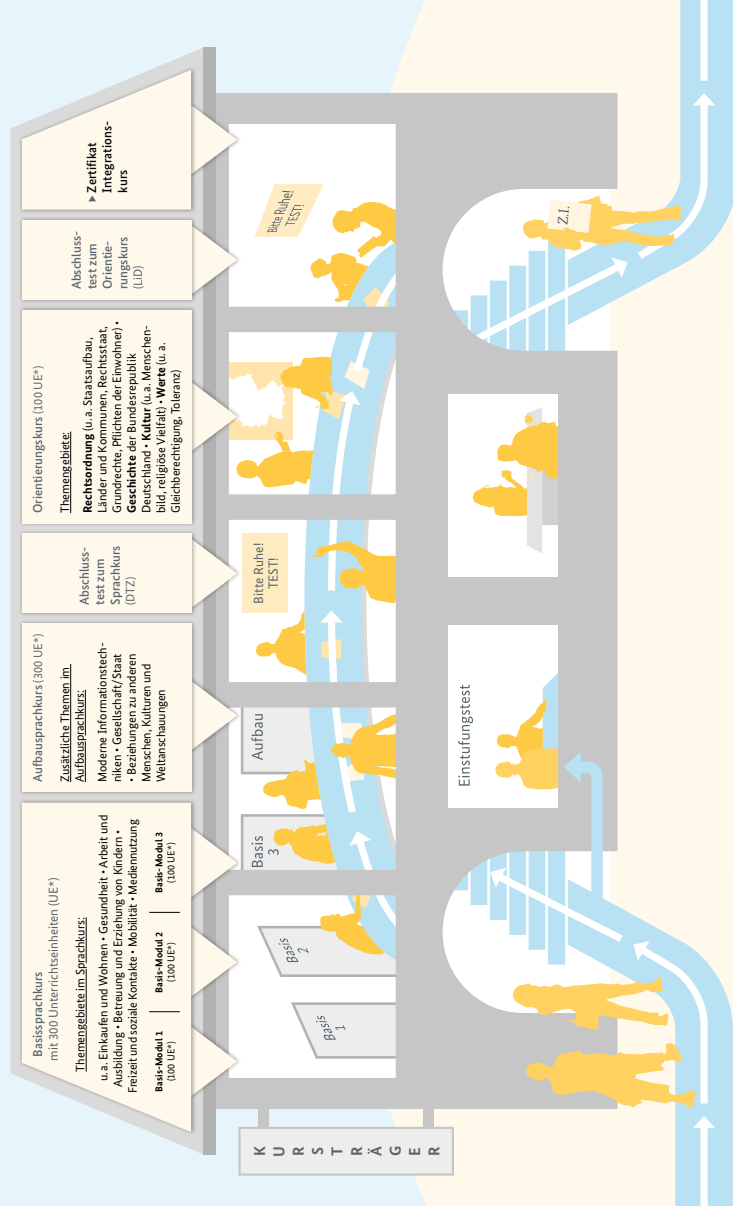 Basissprachkurs
mit 300 Unterrichtseinheiten (UE*)
Themengebiete im Sprachkurs:
u. a. Einkaufen und Wohnen • Gesundheit • Arbeit und
Ausbildung • Betreuung und Erziehung von Kindern •
Freizeit und soziale Kontakte • Mobilität • Mediennutzung
Basis-Modul 1
(100 UE*)
Basis-Modul 2
(100 UE*)
Basis-Modul 3
(100 UE*)
Aufbausprachkurs (300 UE*)
Zusätzliche Themen im
Aufbausprachkurs:
Moderne Informationstech-
niken • Gesellschaft/Staat
• Beziehungen zu anderen
Menschen, Kulturen und
Weltanschauungen
Abschluss-
test zum
Sprachkurs
(DTZ)
Orientierungskurs (100 UE*)
Themengebiete:
Rechtsordnung (u. a. Staatsaufbau,
Länder und Kommunen, Rechtsstaat,
Grundrechte, Pflichten der Einwohner) •
Geschichte der Bundesrepublik
Deutschland • Kultur (u. a. Menschen-
bild, religiöse Vielfalt) • Werte (u. a.
Gleichberechtigung, Toleranz)
Abschluss-
test zum
Orientie-
rungskurs
(LiD)
▸ Zertifikat
Integrations-
kurs
KURSTRÄGER
Basis
1
Basis
2
Basis
3
Aufbau
Bitte Ruhe!
TEST!
Bitte Ruhe!
TEST!
Einstufungstest
Z.I.